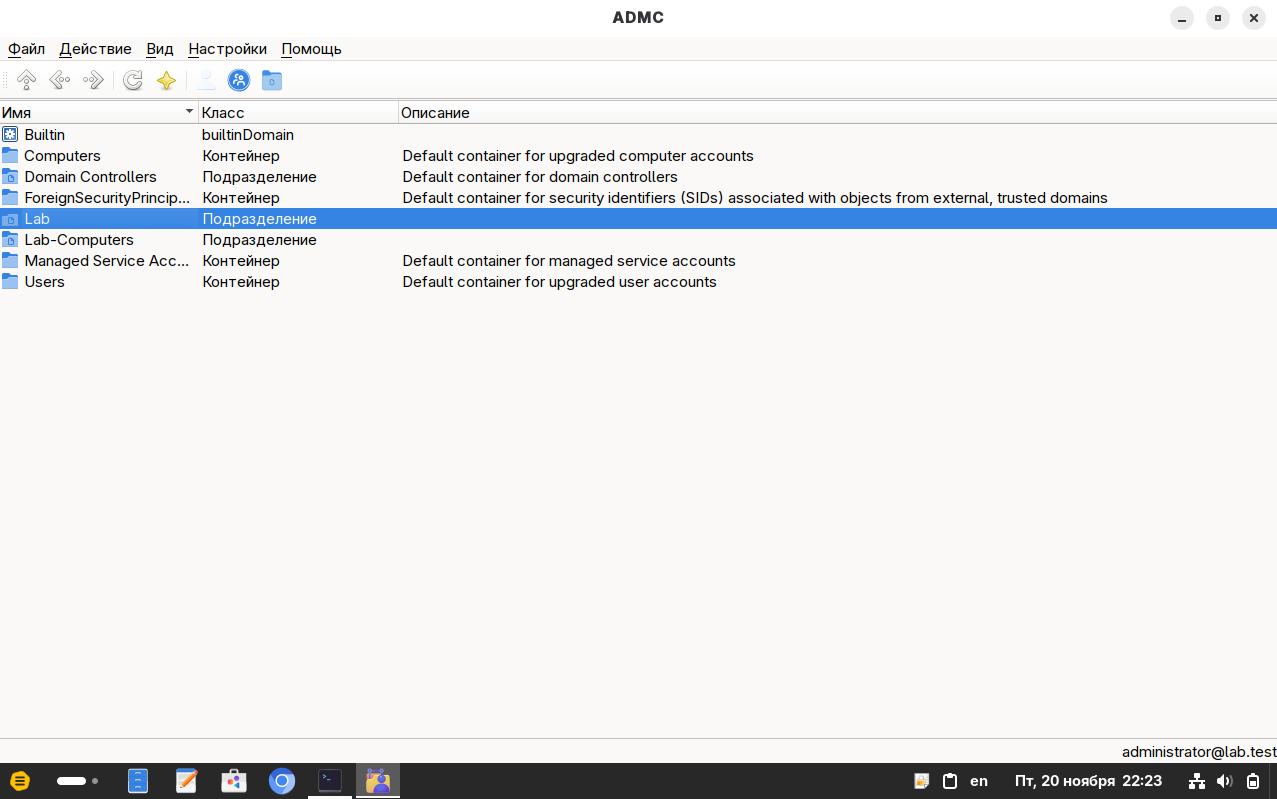 ADMC
Файл Действие Вид Настройки Помощь
Имя Класс Описание
Builtin builtinDomain
Computers Контейнер Default container for upgraded computer accounts
Domain Controllers Подразделение Default container for domain controllers
ForeignSecurityPrincip... Контейнер Default container for security identifiers (SIDs) associated with objects from external, trusted domains
Lab Подразделение
Lab-Computers Подразделение
Managed Service Acc... Контейнер Default container for managed service accounts
Users Контейнер Default container for upgraded user accounts
administrator@lab.test
en Пт, 20 ноября 22:23